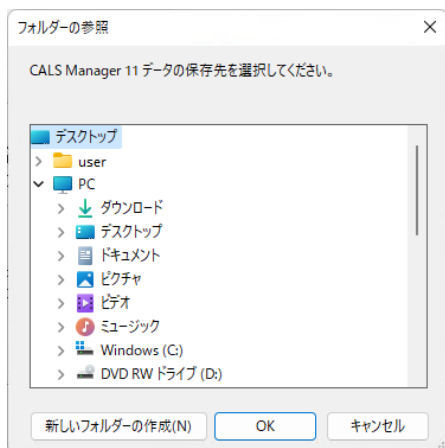 フォルダーの参照
CALS Manager 11 データの保存先を選択してください。
デスクトップ
user
PC
ダウンロード
デスクトップ
ドキュメント
ピクチャ
ビデオ
ミュージック
Windows (C:)
DVD RW ドライブ (D:)
新しいフォルダーの作成(N) OK キャンセル